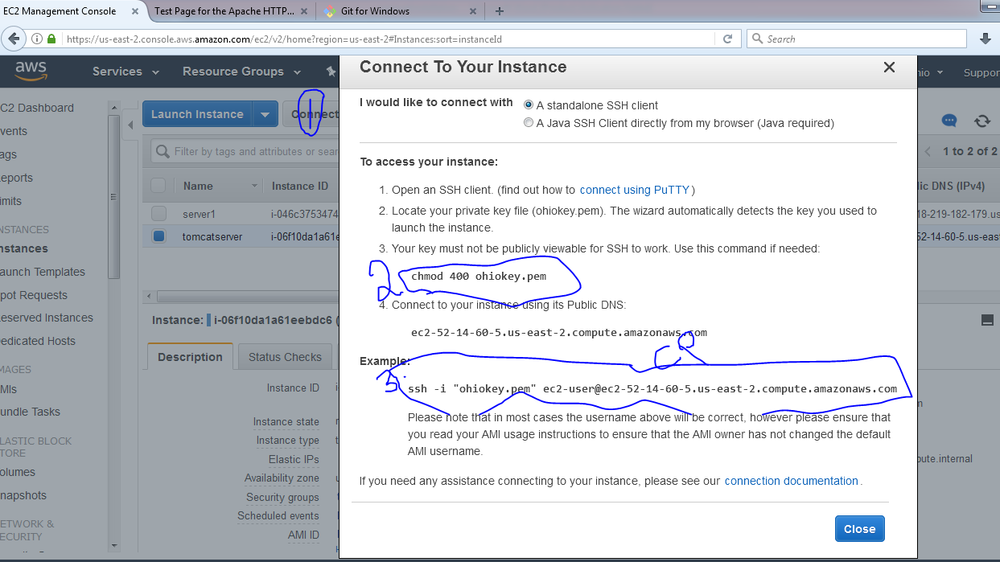 EC2 Management Console
Test Page for the Apache HTTP...
Git for Windows
https://us-east-2.console.aws.amazon.com/ec2/v2/home?region=us-east-2#Instances:sort=instanceId
Search
aws
Services
Resource Groups
nio
Suppor
EC2 Dashboard
vents
ags
eports
imits
NSTANCES
nstances
aunch Templates
pot Requests
eserved Instances
edicated Hosts
MAGES
MIs
undle Tasks
LASTIC BLOCK
TORE
olumes
napshots
ETWORK &
ECURITY
Launch Instance
Connect
1
Filter by tags and attributes or sear
1 to 2 of 2
Name
Instance ID
lic DNS (IPv4)
server1
i-046c3753474
18-219-182-179.us
tomcatserver
i-06f10da1a61e
52-14-60-5.us-eas
Instance:
i-06f10da1a61eebdc6 (
Description
Status Checks
Instance ID
i
Instance state
Instance type
Elastic IPs
Availability zone
Security groups
Scheduled events
AMI ID
m
pute.internal
Connect To Your Instance
I would like to connect with
A standalone SSH client
A Java SSH Client directly from my browser (Java required)
To access your instance:
1. Open an SSH client. (find out how to connect using PuTTY)
2. Locate your private key file (ohiokey.pem). The wizard automatically detects the key you used to
launch the instance.
3. Your key must not be publicly viewable for SSH to work. Use this command if needed:
2
chmod 400 ohiokey.pem
4. Connect to your instance using its Public DNS:
ec2-52-14-60-5.us-east-2.compute.amazonaws.com
Example:
3
ssh -i "ohiokey.pem" ec2-user@ec2-52-14-60-5.us-east-2.compute.amazonaws.com
Please note that in most cases the username above will be correct, however please ensure that
you read your AMI usage instructions to ensure that the AMI owner has not changed the default
AMI username.
If you need any assistance connecting to your instance, please see our connection documentation.
Close